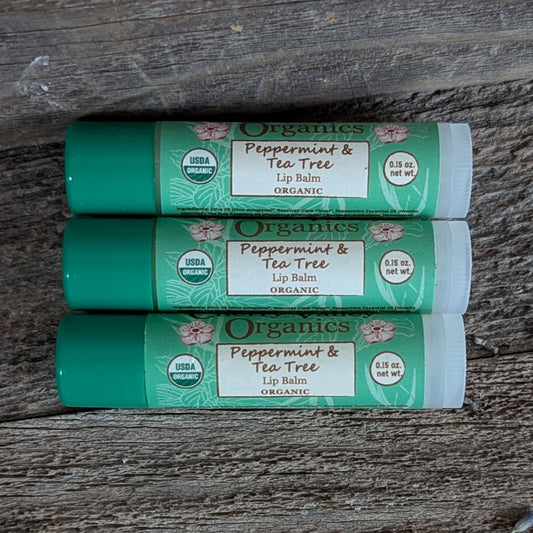 Organics
Peppermint &
Tea Tree
Lip Balm
ORGANIC
USDA
ORGANIC
0.15 oz.
net wt.
Organics
Peppermint &
Tea Tree
Lip Balm
ORGANIC
USDA
ORGANIC
0.15 oz.
net wt.
Organics
Peppermint &
Tea Tree
Lip Balm
ORGANIC
USDA
ORGANIC
0.15 oz.
net wt.